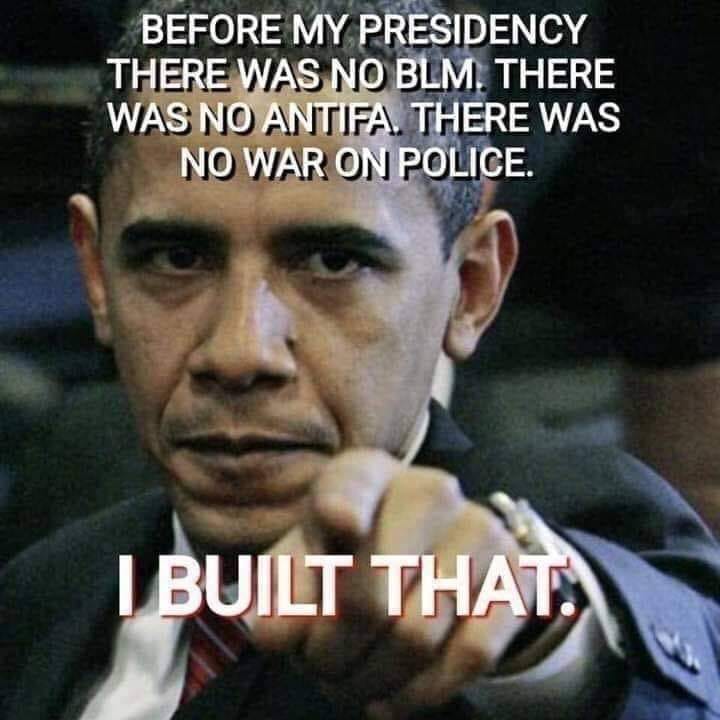 BEFORE MY PRESIDENCY
THERE WAS NO BLM. THERE
WAS NO ANTIFA. THERE WAS
NO WAR ON POLICE.
I BUILT THAT.